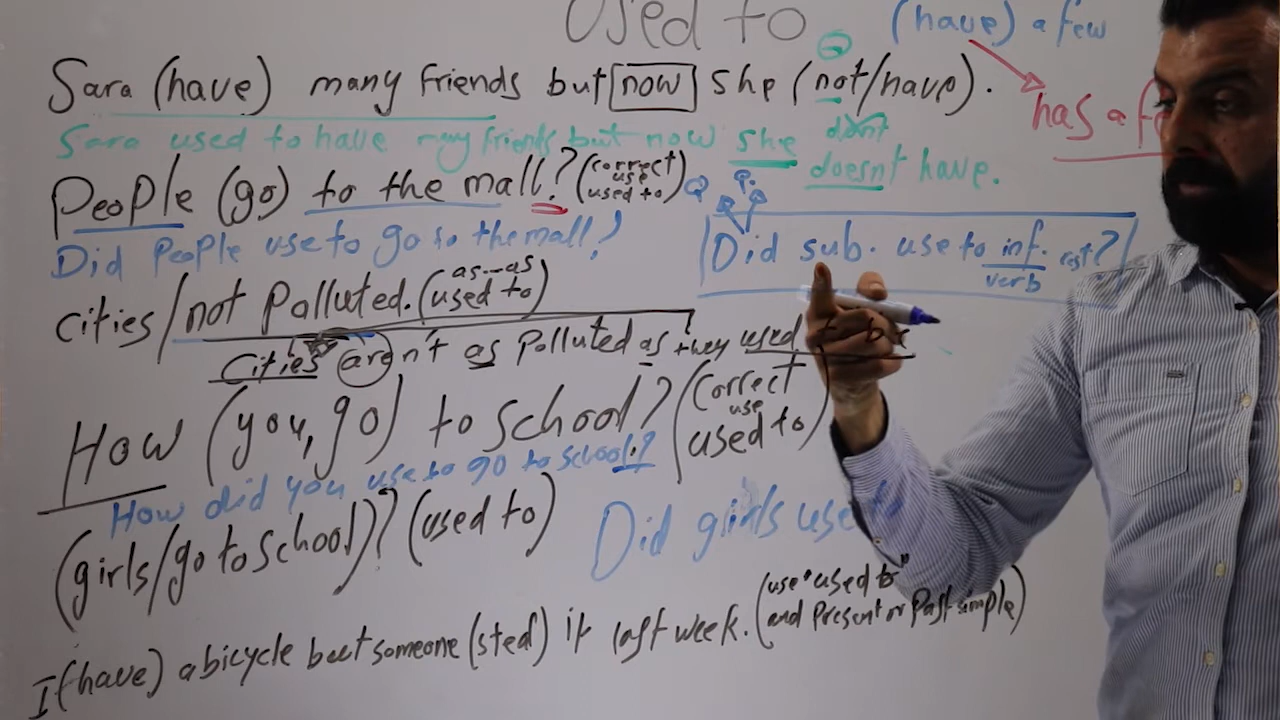 Used to
(have) a few
Sara (have) many friends but now she (not/have).
has a
Sara used to have many friends but now she didn't
doesn't have.
People (go) to the mall? (correct use used to)
Q Q.
Did People use to go to the mall?
Did sub. use to inf. rest?
verb
cities/not Polluted. (as---as used to)
Cities aren't as Polluted as they used
How (you, go) to school? (Correct use used to)
How did you use to go to school?
(girls/go to school)? (used to)
Did girls use to
I (have) a bicycle but someone (steal) it last week. (use "used to" and Present or Past simple)